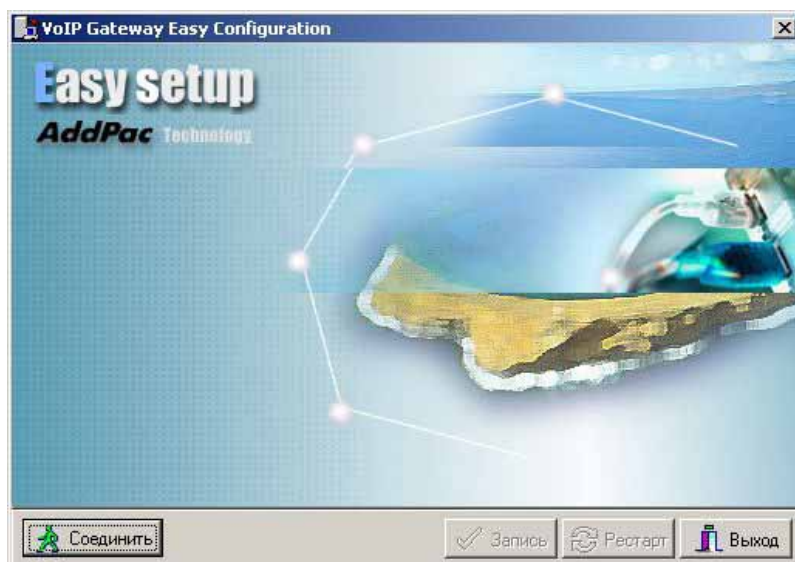 VoIP Gateway Easy Configuration
Easy setup
AddPac Technology
Соединить
Запись
Рестарт
Выход